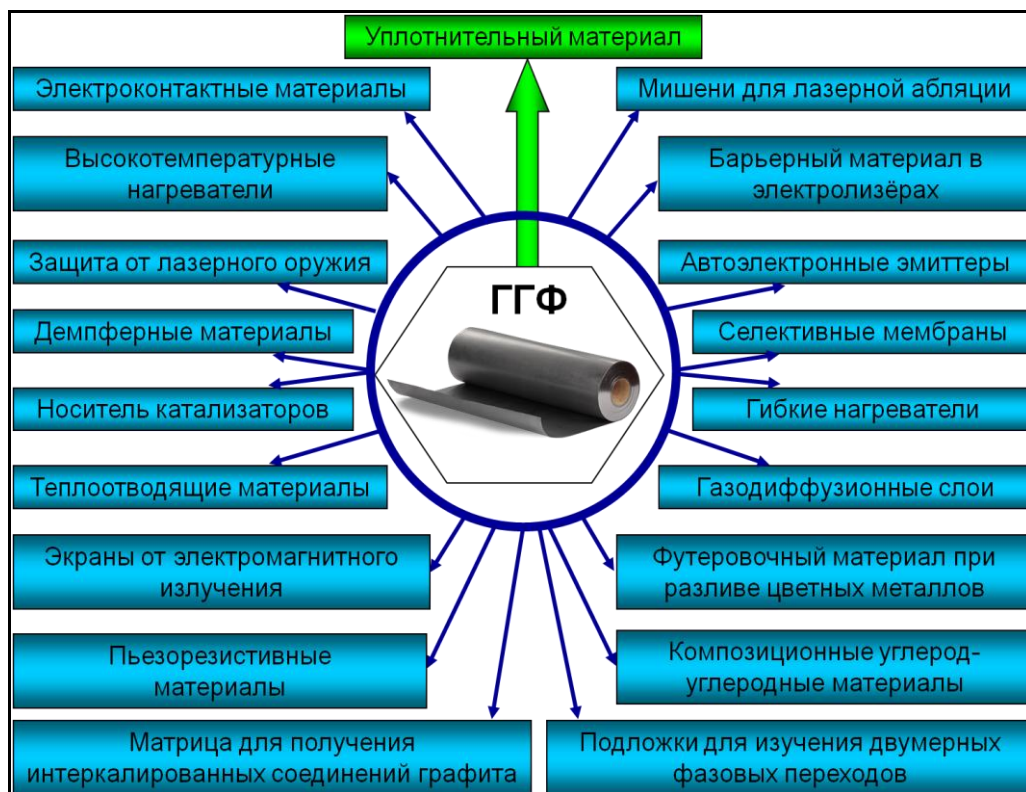 Уплотнительный материал
Электроконтактные материалы
Мишени для лазерной абляции
Высокотемпературные
нагреватели
Барьерный материал в
электролизёрах
Защита от лазерного оружия
Автоэлектронные эмиттеры
ГГФ
Демпферные материалы
Селективные мембраны
Носитель катализаторов
Гибкие нагреватели
Теплоотводящие материалы
Газодиффузионные слои
Экраны от электромагнитного
излучения
Футеровочный материал при
разливе цветных металлов
Пьезорезистивные
материалы
Композиционные углерод-
углеродные материалы
Матрица для получения
интеркалированных соединений графита
Подложки для изучения двумерных
фазовых переходов